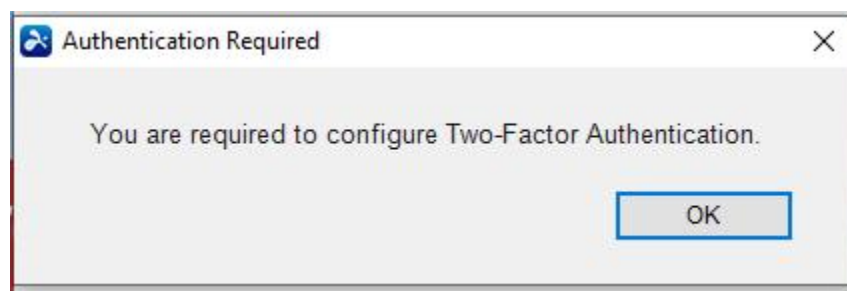 Authentication Required
You are required to configure Two-Factor Authentication.
OK